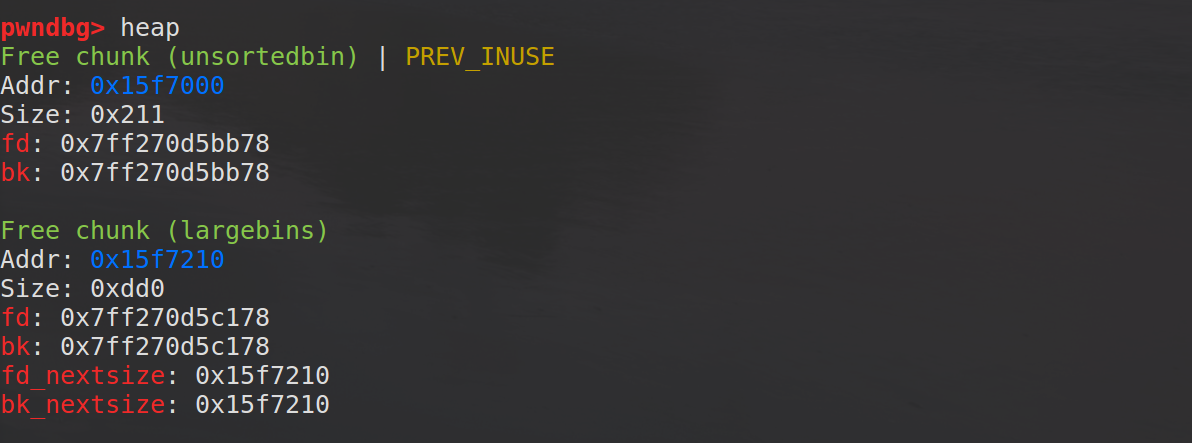 pwndbg> heap
Free chunk (unsortedbin) | PREV_INUSE
Addr: 0x15f7000
Size: 0x211
fd: 0x7ff270d5bb78
bk: 0x7ff270d5bb78
Free chunk (largebins)
Addr: 0x15f7210
Size: 0xdd0
fd: 0x7ff270d5c178
bk: 0x7ff270d5c178
fd_nextsize: 0x15f7210
bk_nextsize: 0x15f7210